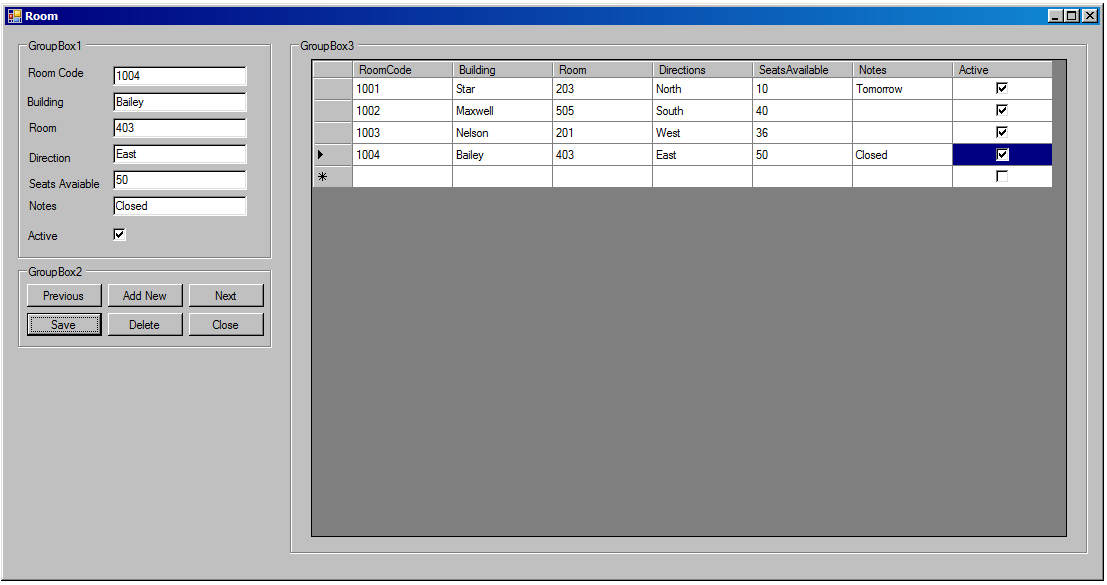 Room
GroupBox1
Room Code 1004
Building Bailey
Room 403
Direction East
Seats Avaiable 50
Notes Closed
Active
GroupBox2
Previous Add New Next
Save Delete Close
GroupBox3
RoomCode Building Room Directions SeatsAvailable Notes Active
1001 Star 203 North 10 Tomorrow
1002 Maxwell 505 South 40
1003 Nelson 201 West 36
1004 Bailey 403 East 50 Closed